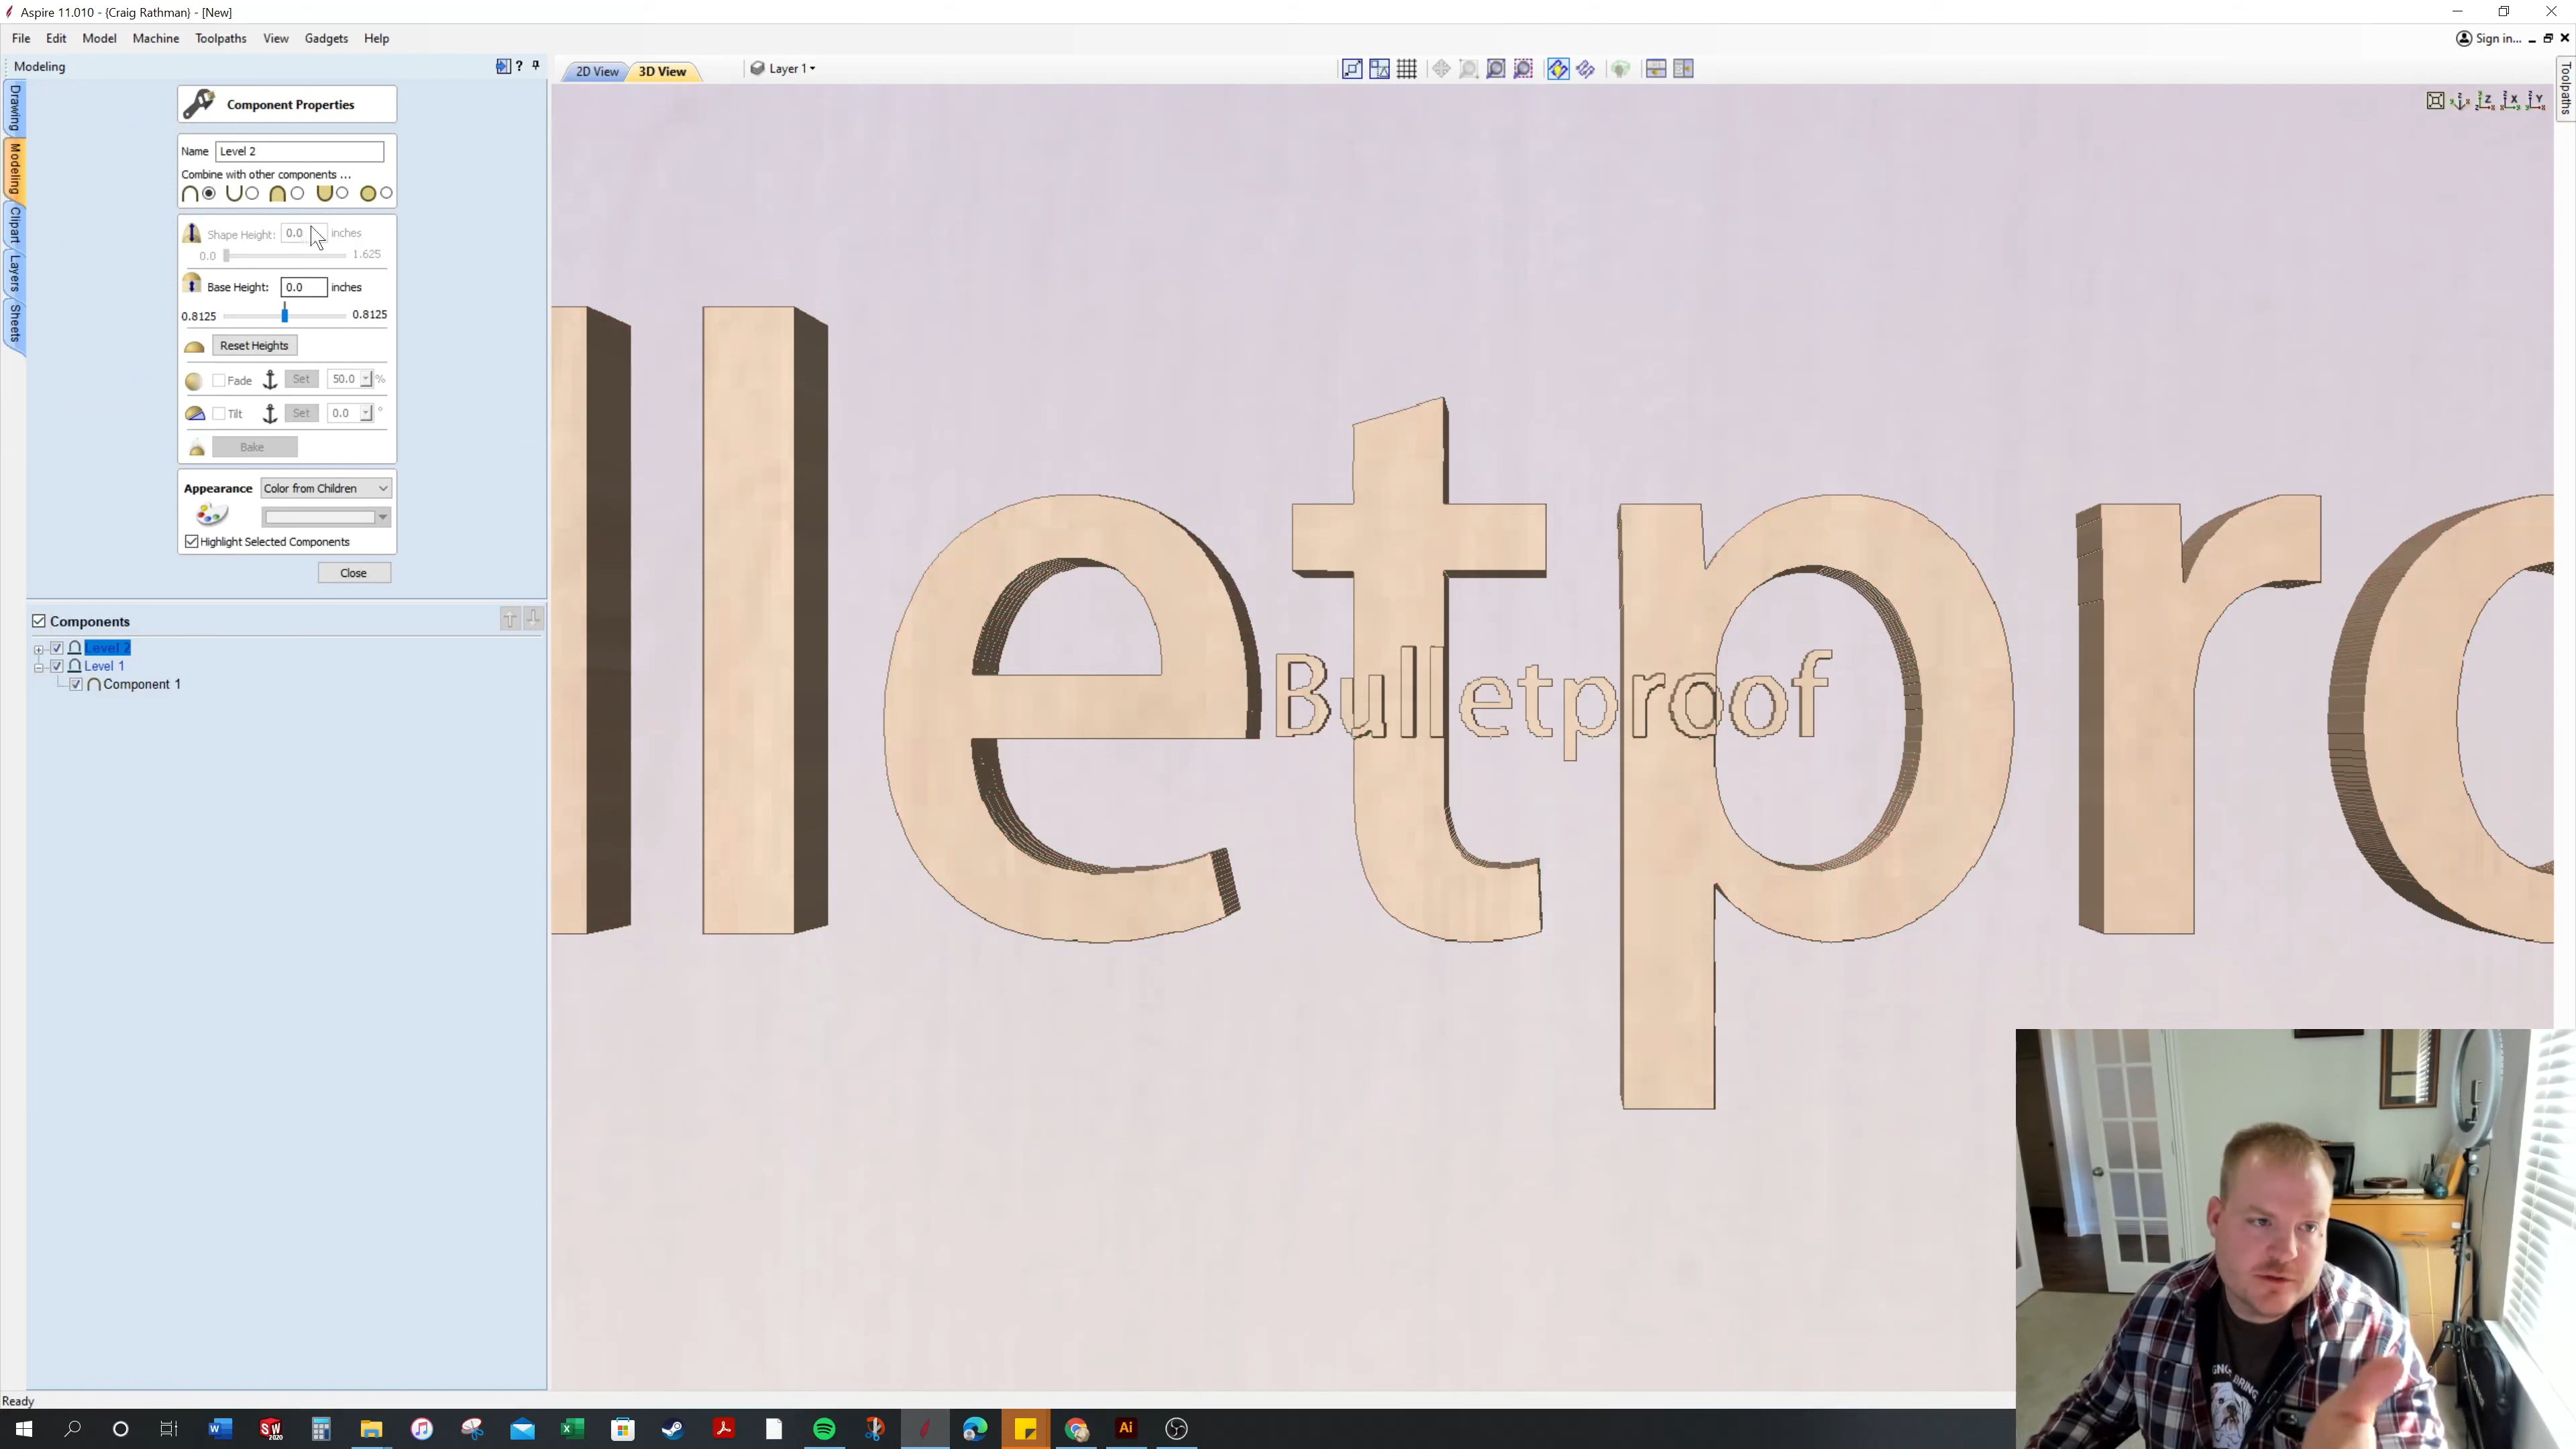 Aspire 11.010 - {Craig Rathman} - [New]
File Edit Model Machine Toolpaths View Gadgets Help
Sign in...
Modeling
2D View
3D View
Layer 1
Drawing
Modeling
Clipart
Layers
Sheets
Toolpaths
Component Properties
Name Level 2
Combine with other components ...
Shape Height: 0.0 inches
0.0 1.625
Base Height: 0.0 inches
0.8125 0.8125
Reset Heights
Fade Set 50.0 %
Tilt Set 0.0 °
Bake
Appearance Color from Children
Highlight Selected Components
Close
Components
Level 2
Level 1
Component 1
lletpro
Bulletproof
Ready
SW
2020
Ai
BRING